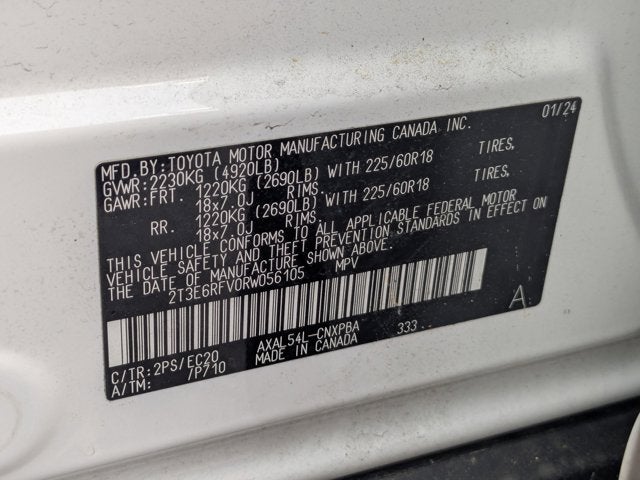 MFD.BY:TOYOTA MOTOR MANUFACTURING CANADA INC. 01/24
GVWR:2230KG (4920LB)
GAWR:FRT. 1220KG (2690LB) WITH 225/60R18 TIRES,
18x7.0J RIMS,
RR. 1220KG (2690LB) WITH 225/60R18 TIRES,
18x7.0J RIMS,
THIS VEHICLE CONFORMS TO ALL APPLICABLE FEDERAL MOTOR
VEHICLE SAFETY AND THEFT PREVENTION STANDARDS IN EFFECT ON
THE DATE OF MANUFACTURE SHOWN ABOVE.
2T3E6RFV0RW056105 MPV
A
AXAL54L-CNXPBA 333
C/TR:2PS/EC20 MADE IN CANADA
A/TM: /P710